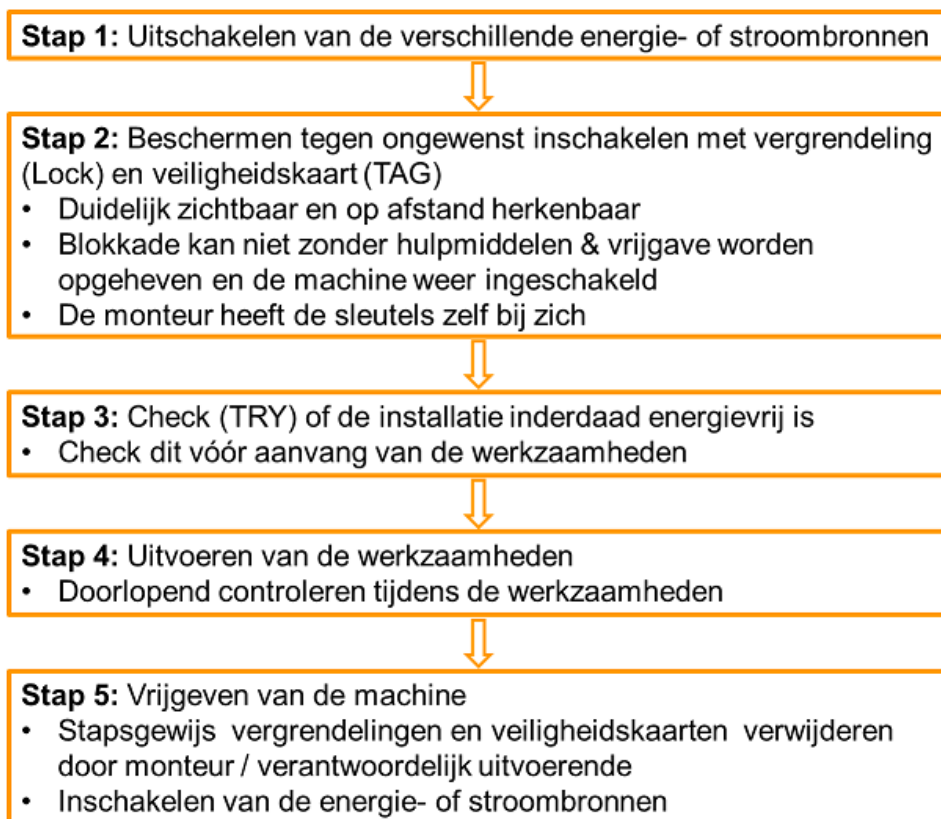 Stap 1: Uitschakelen van de verschillende energie- of stroombronnen
Stap 2: Beschermen tegen ongewenst inschakelen met vergrendeling
(Lock) en veiligheidskaart (TAG)
• Duidelijk zichtbaar en op afstand herkenbaar
• Blokkade kan niet zonder hulpmiddelen & vrijgave worden
opgeheven en de machine weer ingeschakeld
• De monteur heeft de sleutels zelf bij zich
Stap 3: Check (TRY) of de installatie inderdaad energievrij is
• Check dit vóór aanvang van de werkzaamheden
Stap 4: Uitvoeren van de werkzaamheden
• Doorlopend controleren tijdens de werkzaamheden
Stap 5: Vrijgeven van de machine
• Stapsgewijs vergrendelingen en veiligheidskaarten verwijderen
door monteur / verantwoordelijk uitvoerende
• Inschakelen van de energie- of stroombronnen